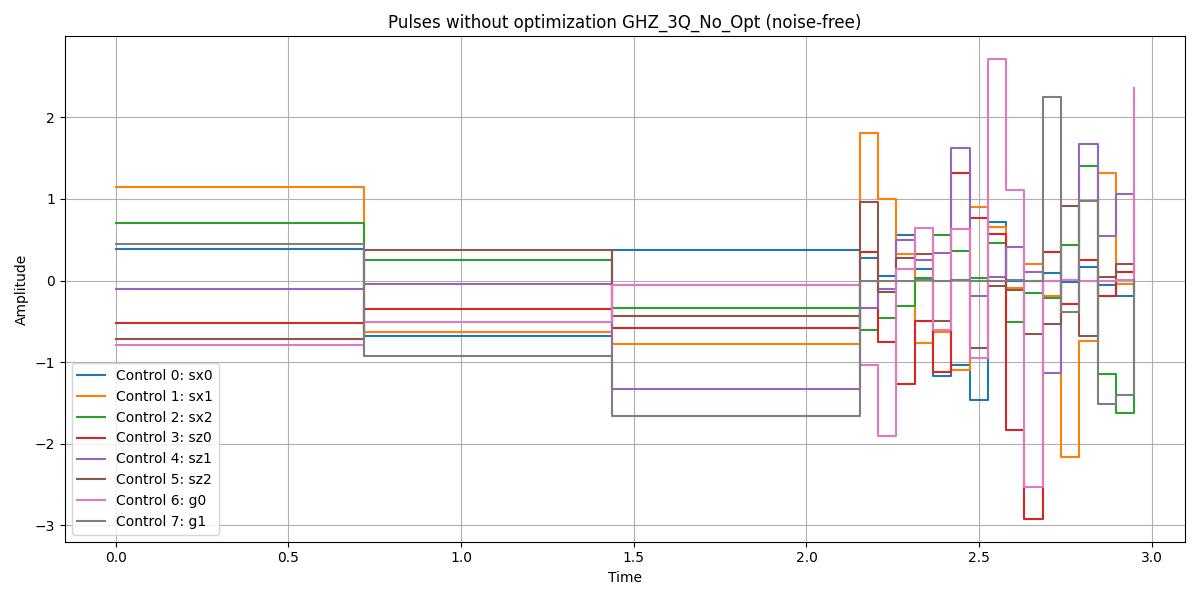 Pulses without optimization GHZ_3Q_No_Opt (noise-free)
Amplitude
2
1
0
−1
−2
−3
Control 0: sx0
Control 1: sx1
Control 2: sx2
Control 3: sz0
Control 4: sz1
Control 5: sz2
Control 6: g0
Control 7: g1
0.0 0.5 1.0 1.5 2.0 2.5 3.0
Time